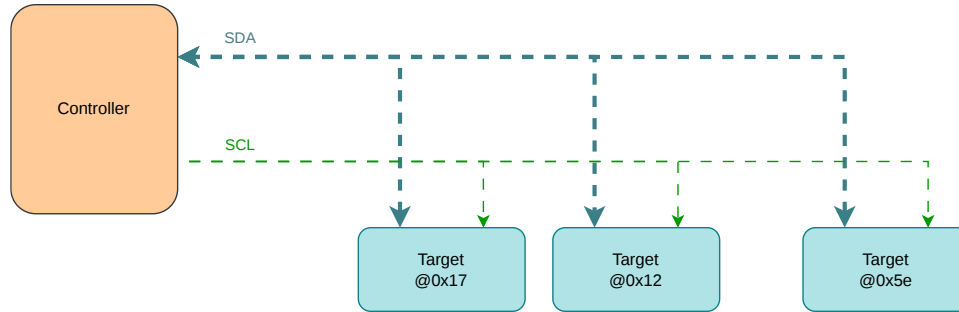 SDA
Controller
SCL
Target
@0x17
Target
@0x12
Target
@0x5e